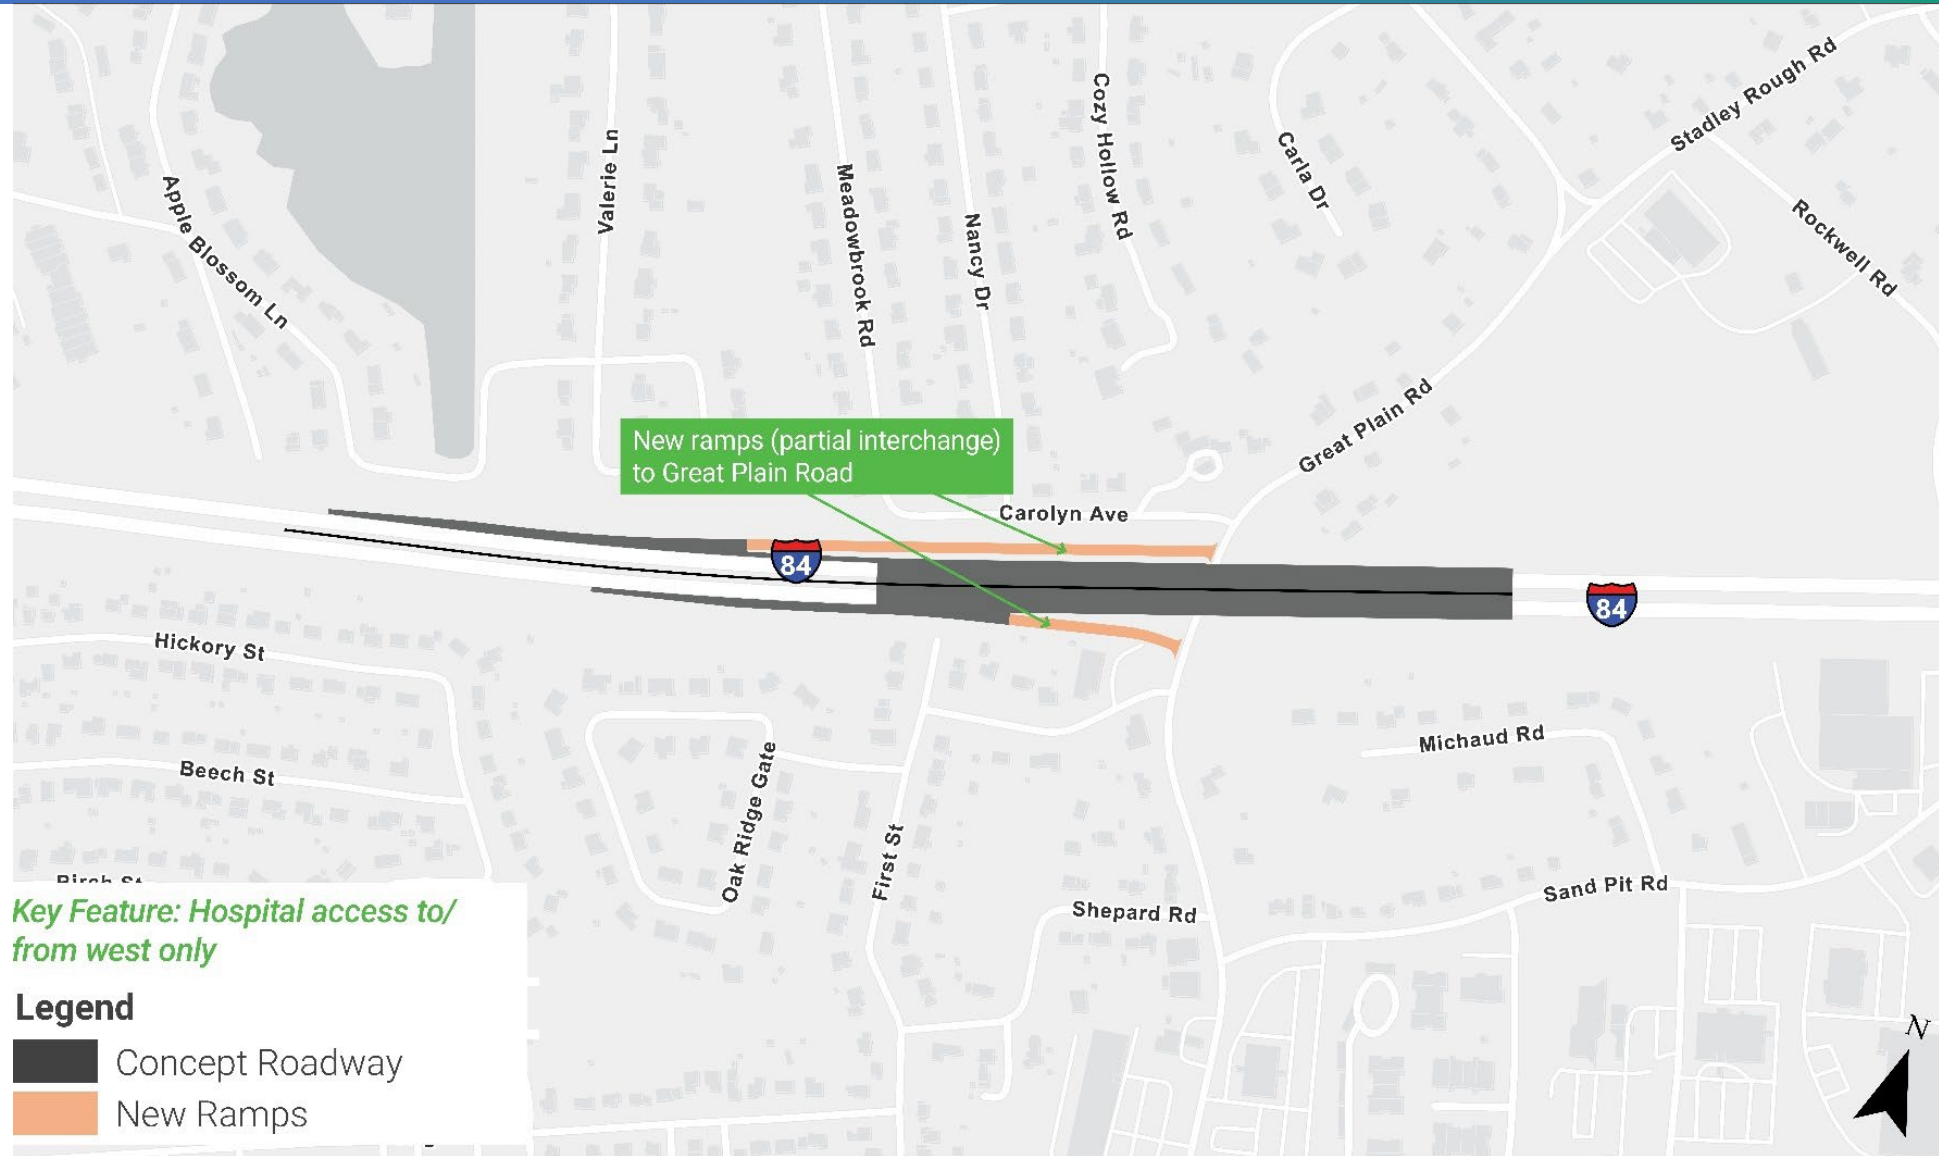 Stadley Rough Rd
Cozy Hollow Rd
Carla Dr
Valerie Ln
Meadowbrook Rd
Apple Blossom Ln
Nancy Dr
Rockwell Rd
Great Plain Rd
New ramps (partial interchange)
to Great Plain Road
Carolyn Ave
84
84
Hickory St
Michaud Rd
Beech St
Oak Ridge Gate
First St
Birch St
Sand Pit Rd
Shepard Rd
Key Feature: Hospital access to/
from west only
Legend
Concept Roadway
New Ramps
N